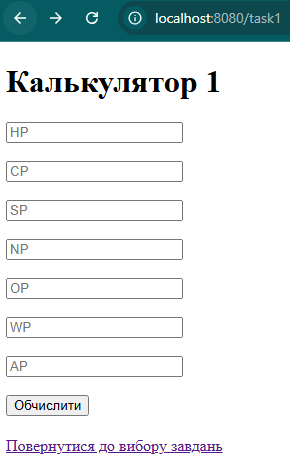 localhost:8080/task1
Калькулятор 1
HP
CP
SP
NP
OP
WP
AP
Обчислити
Повернутися до вибору завдань